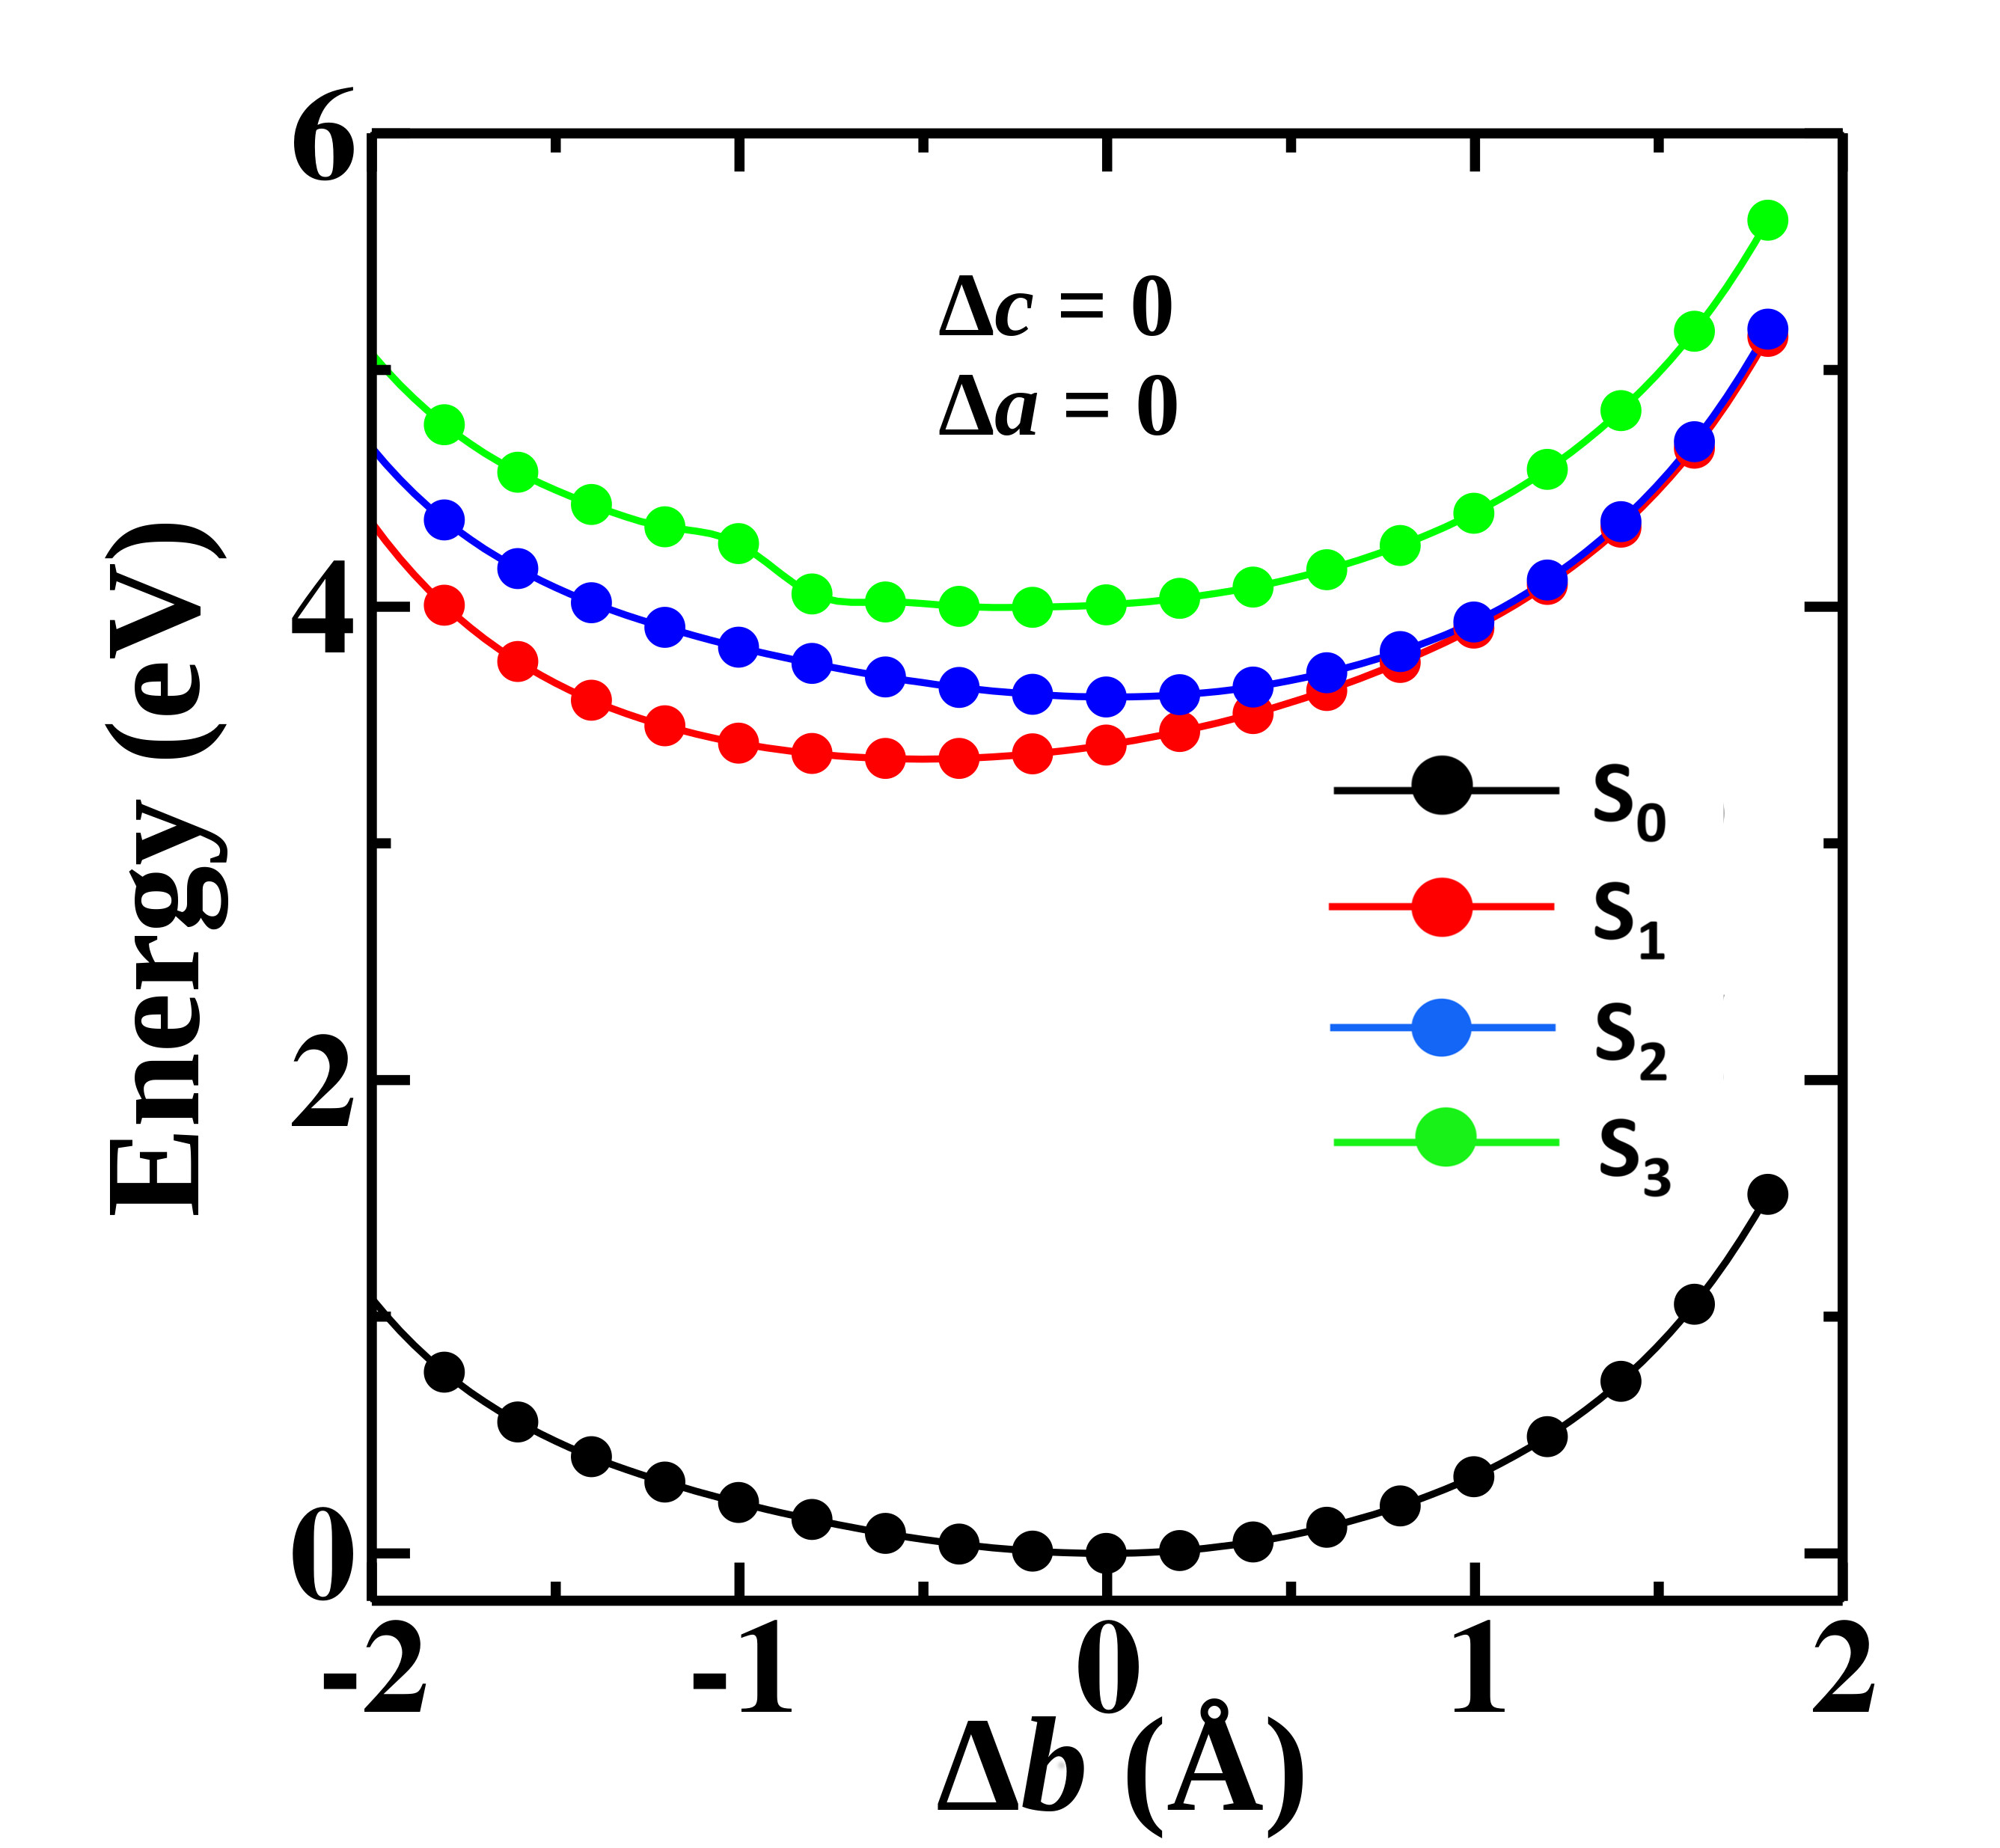 6
Δc = 0
Δa = 0
4
Energy (eV)
S0
S1
S2
2
S3
0
-2 -1 0 1 2
Δb (Å)